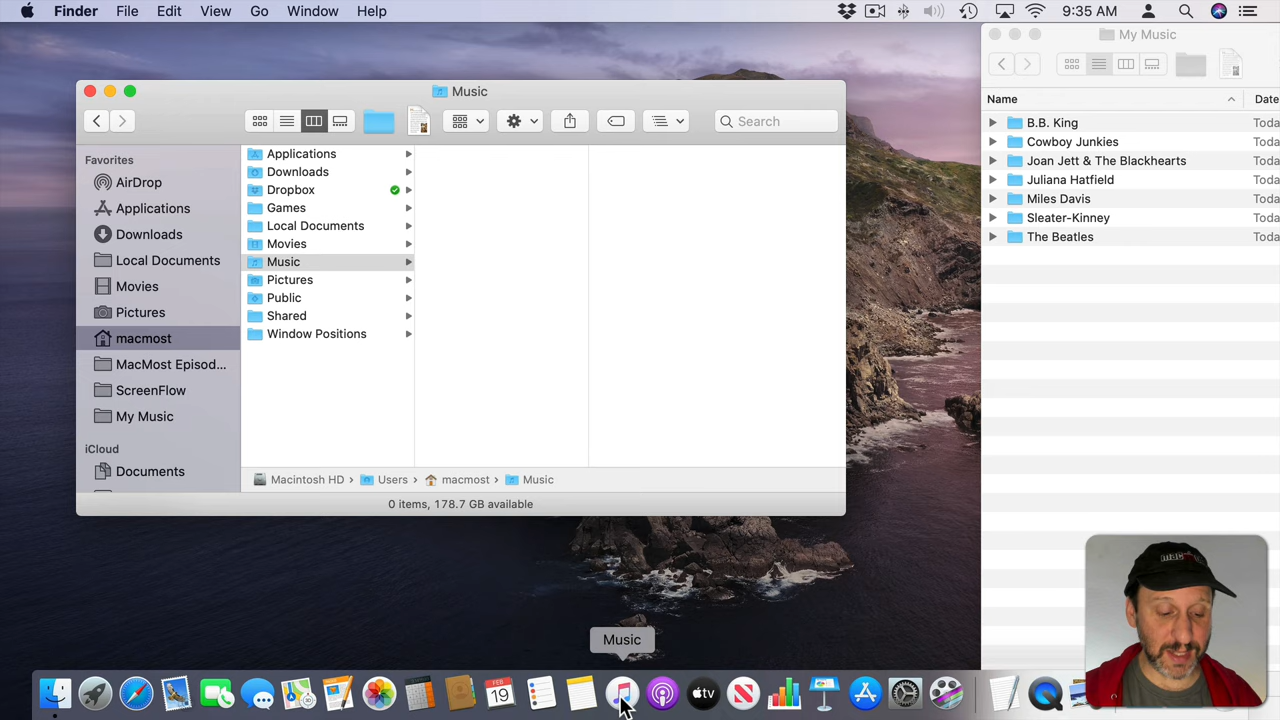 Finder File Edit View Go Window Help 9:35 AM
My Music
Music
Search
Name Date
Favorites
AirDrop
Applications
Downloads
Local Documents
Movies
Pictures
macmost
MacMost Episod...
ScreenFlow
My Music
iCloud
Documents
Applications
Downloads
Dropbox
Games
Local Documents
Movies
Music
Pictures
Public
Shared
Window Positions
Macintosh HD › Users › macmost › Music
0 items, 178.7 GB available
B.B. King Toda
Cowboy Junkies Toda
Joan Jett & The Blackhearts Toda
Juliana Hatfield Toda
Miles Davis Toda
Sleater-Kinney Toda
The Beatles Toda
Music
FEB
19
tv